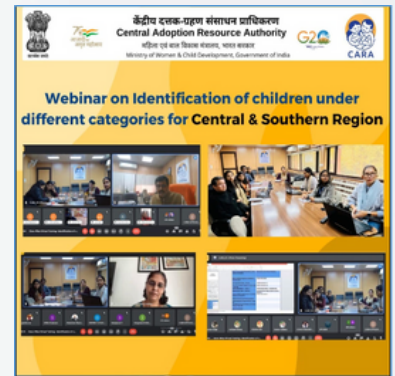 केंद्रीय दत्तक-ग्रहण संसाधन प्राधिकरण
Central Adoption Resource Authority
महिला एवं बाल विकास मंत्रालय, भारत सरकार
Ministry of Women & Child Development, Government of India
G20
CARA
Webinar on Identification of children under
different categories for Central & Southern Region